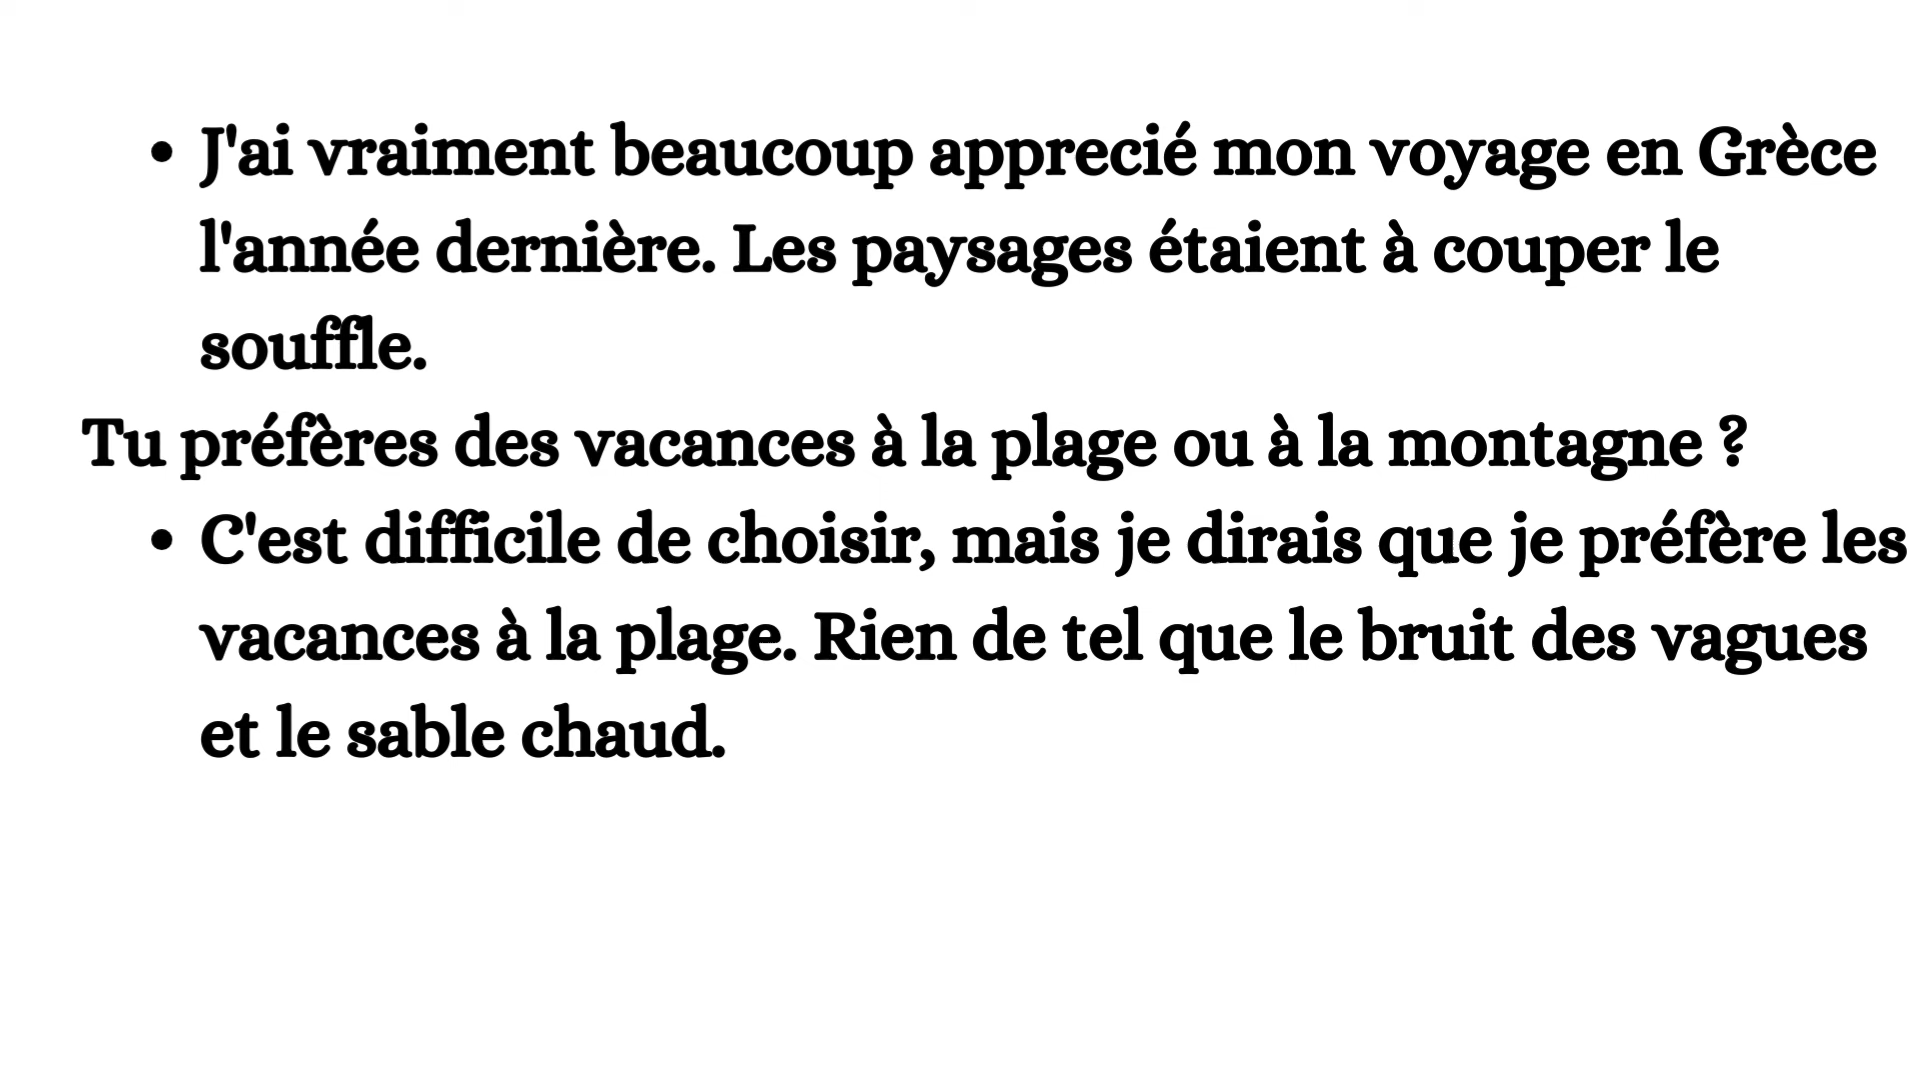 • J'ai vraiment beaucoup apprecié mon voyage en Grèce
l'année dernière. Les paysages étaient à couper le
souffle.
Tu préfères des vacances à la plage ou à la montagne ?
• C'est difficile de choisir, mais je dirais que je préfère les
vacances à la plage. Rien de tel que le bruit des vagues
et le sable chaud.